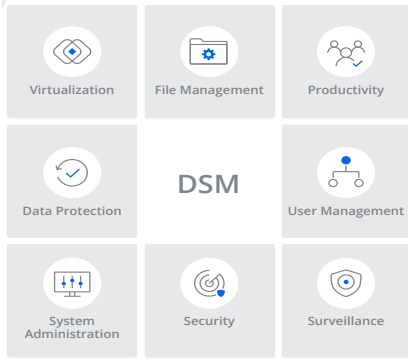 Virtualization
File Management
Productivity
Data Protection
DSM
User Management
System
Administration
Security
Surveillance